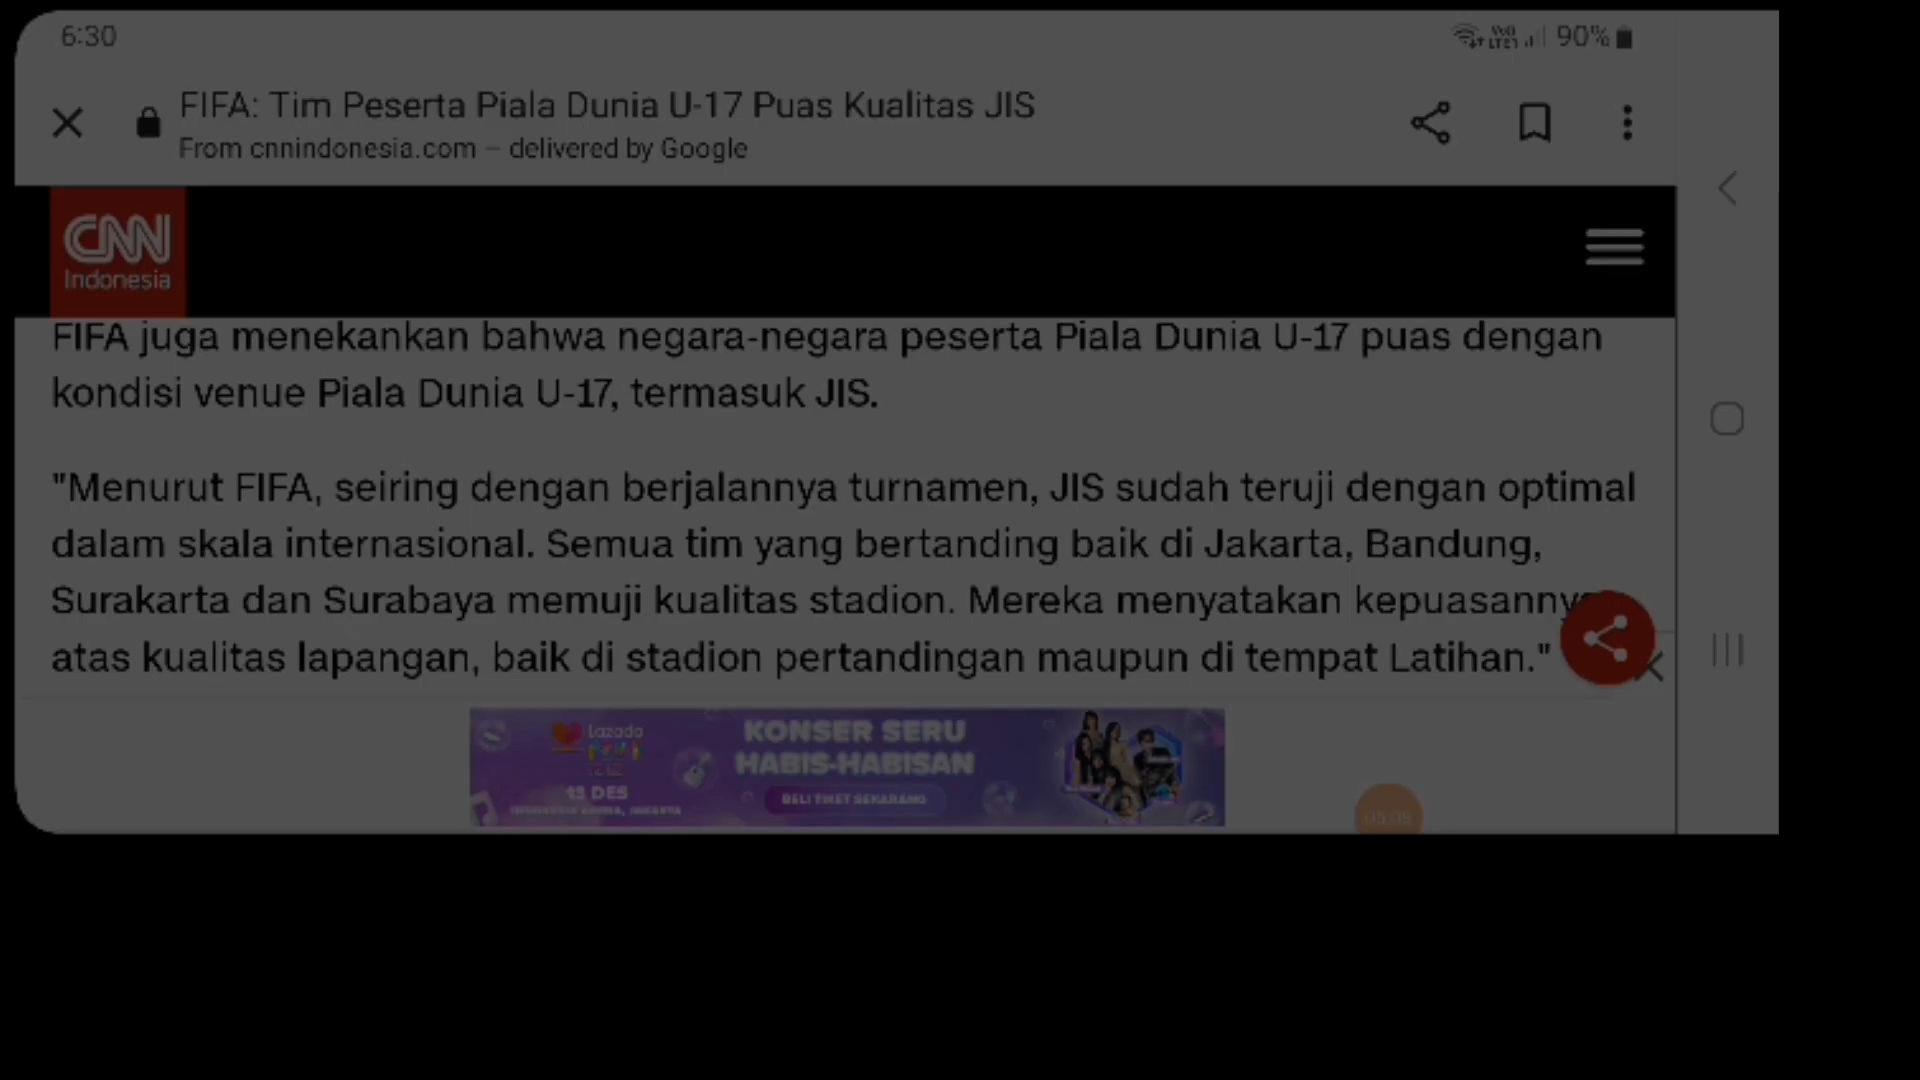 6:30
90%
FIFA: Tim Peserta Piala Dunia U-17 Puas Kualitas JIS
From cnnindonesia.com – delivered by Google
CNN
Indonesia
FIFA juga menekankan bahwa negara-negara peserta Piala Dunia U-17 puas dengan
kondisi venue Piala Dunia U-17, termasuk JIS.
"Menurut FIFA, seiring dengan berjalannya turnamen, JIS sudah teruji dengan optimal
dalam skala internasional. Semua tim yang bertanding baik di Jakarta, Bandung,
Surakarta dan Surabaya memuji kualitas stadion. Mereka menyatakan kepuasanny
atas kualitas lapangan, baik di stadion pertandingan maupun di tempat Latihan."
Lazada
KONSER SERU
HABIS-HABISAN
BELI TIKET SEKARANG